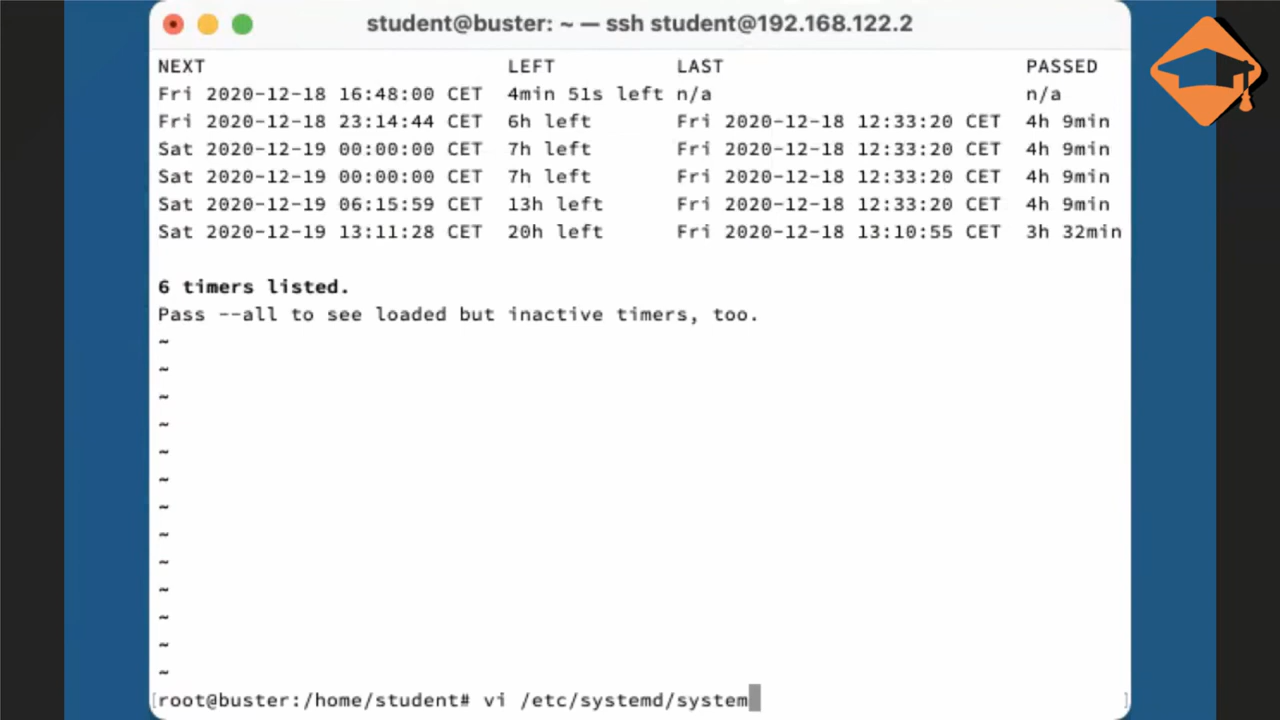 student@buster: ~ — ssh student@192.168.122.2
NEXT LEFT LAST PASSED
Fri 2020-12-18 16:48:00 CET 4min 51s left n/a n/a
Fri 2020-12-18 23:14:44 CET 6h left Fri 2020-12-18 12:33:20 CET 4h 9min
Sat 2020-12-19 00:00:00 CET 7h left Fri 2020-12-18 12:33:20 CET 4h 9min
Sat 2020-12-19 00:00:00 CET 7h left Fri 2020-12-18 12:33:20 CET 4h 9min
Sat 2020-12-19 06:15:59 CET 13h left Fri 2020-12-18 12:33:20 CET 4h 9min
Sat 2020-12-19 13:11:28 CET 20h left Fri 2020-12-18 13:10:55 CET 3h 32min
6 timers listed.
Pass --all to see loaded but inactive timers, too.
~
~
~
~
~
~
~
~
~
~
~
~
~
[root@buster:/home/student# vi /etc/systemd/system ]